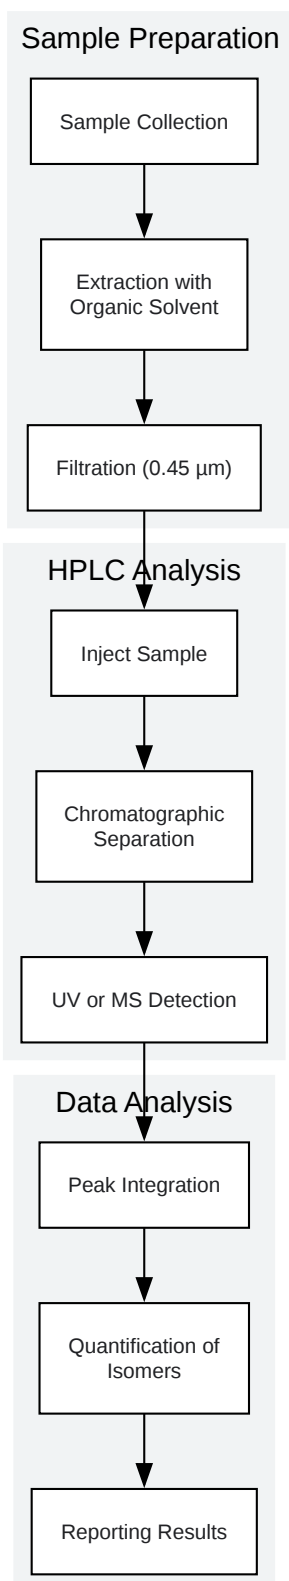 Sample Preparation
Sample Collection
Extraction with
Organic Solvent
Filtration (0.45 µm)
HPLC Analysis
Inject Sample
Chromatographic
Separation
UV or MS Detection
Data Analysis
Peak Integration
Quantification of
Isomers
Reporting Results